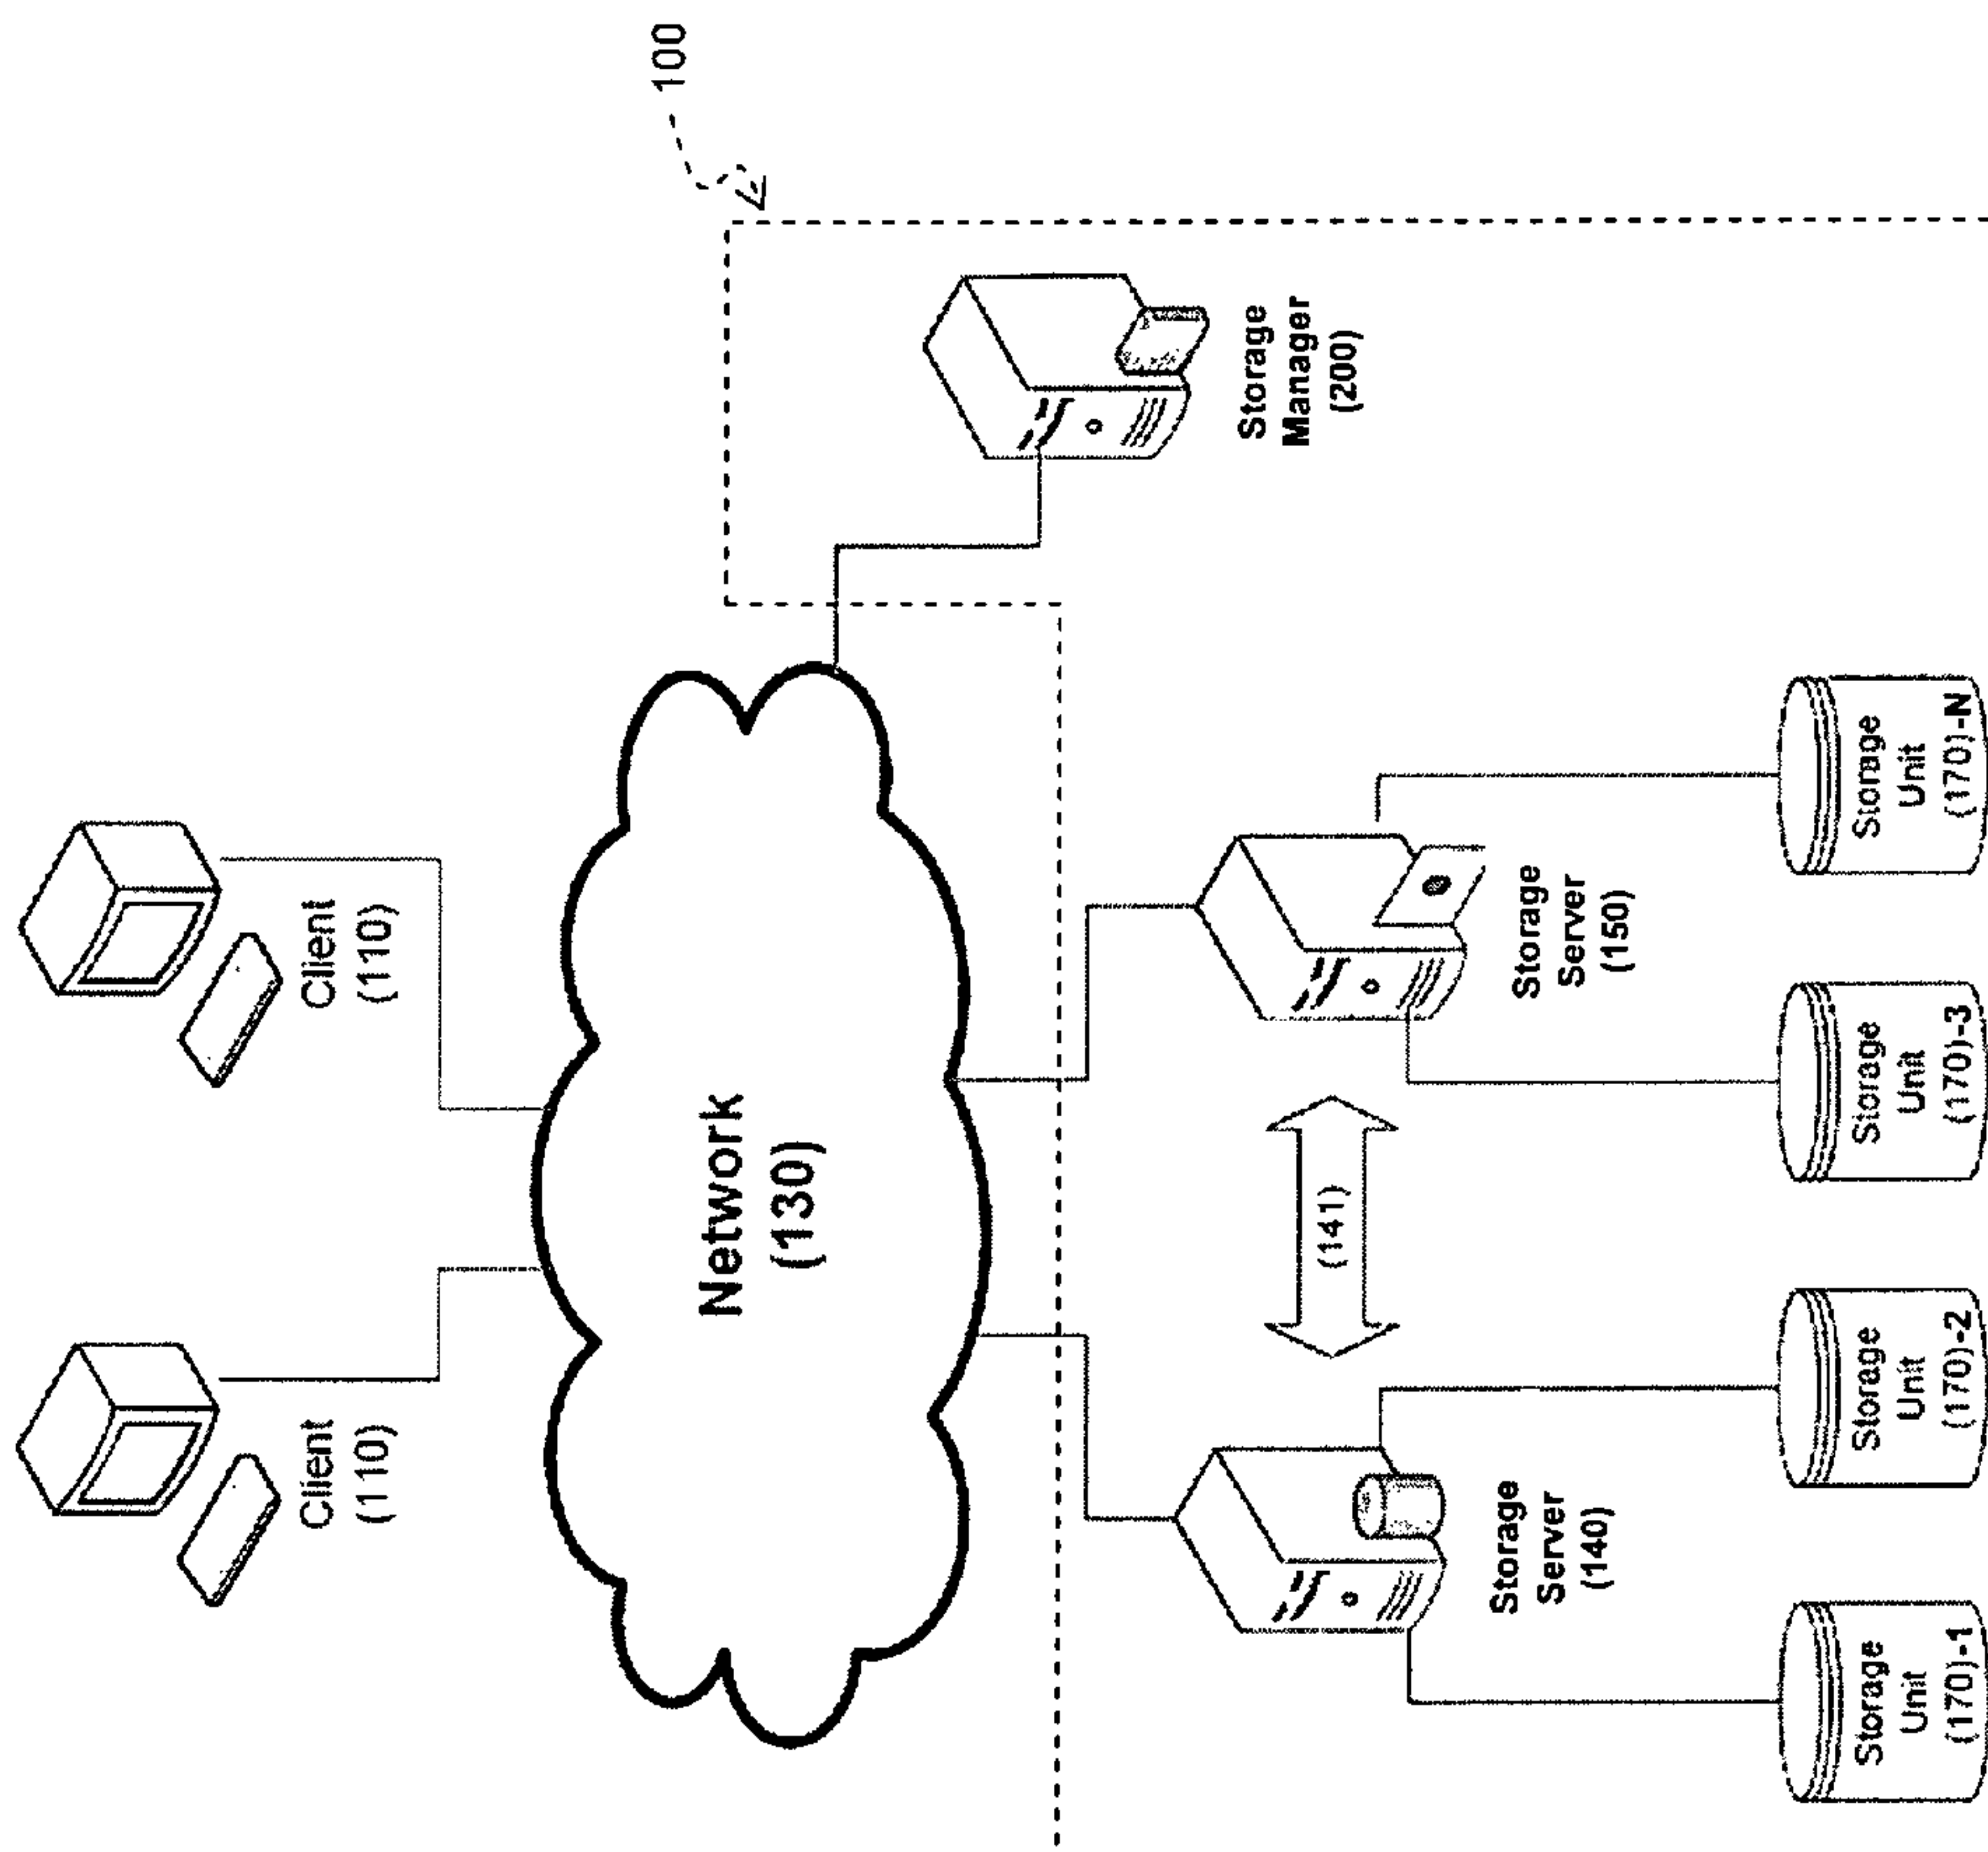 100
Client
(110)
Client
(110)
Network
(130)
Storage
Manager
(200)
Storage
Server
(140)
(141)
Storage
Server
(150)
Storage
Unit
(170)-1
Storage
Unit
(170)-2
Storage
Unit
(170)-3
Storage
Unit
(170)-N